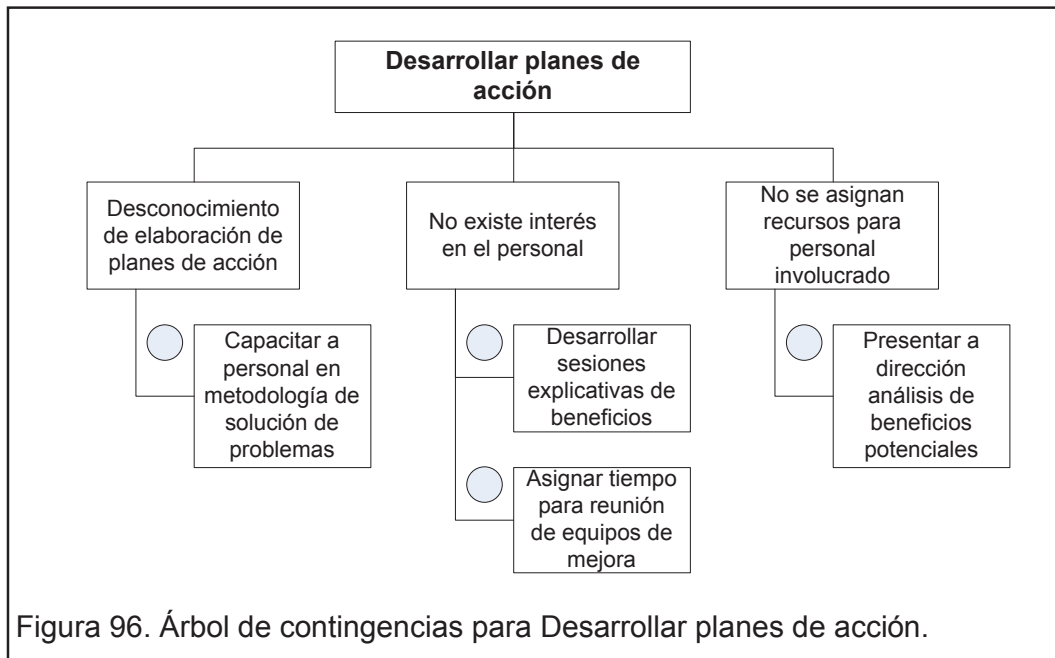 Desarrollar planes de
acción
Desconocimiento
de elaboración de
planes de acción
No existe interés
en el personal
No se asignan
recursos para
personal
involucrado
Capacitar a
personal en
metodología de
solución de
problemas
Desarrollar
sesiones
explicativas de
beneficios
Asignar tiempo
para reunión
de equipos de
mejora
Presentar a
dirección
análisis de
beneficios
potenciales
Figura 96. Árbol de contingencias para Desarrollar planes de acción.